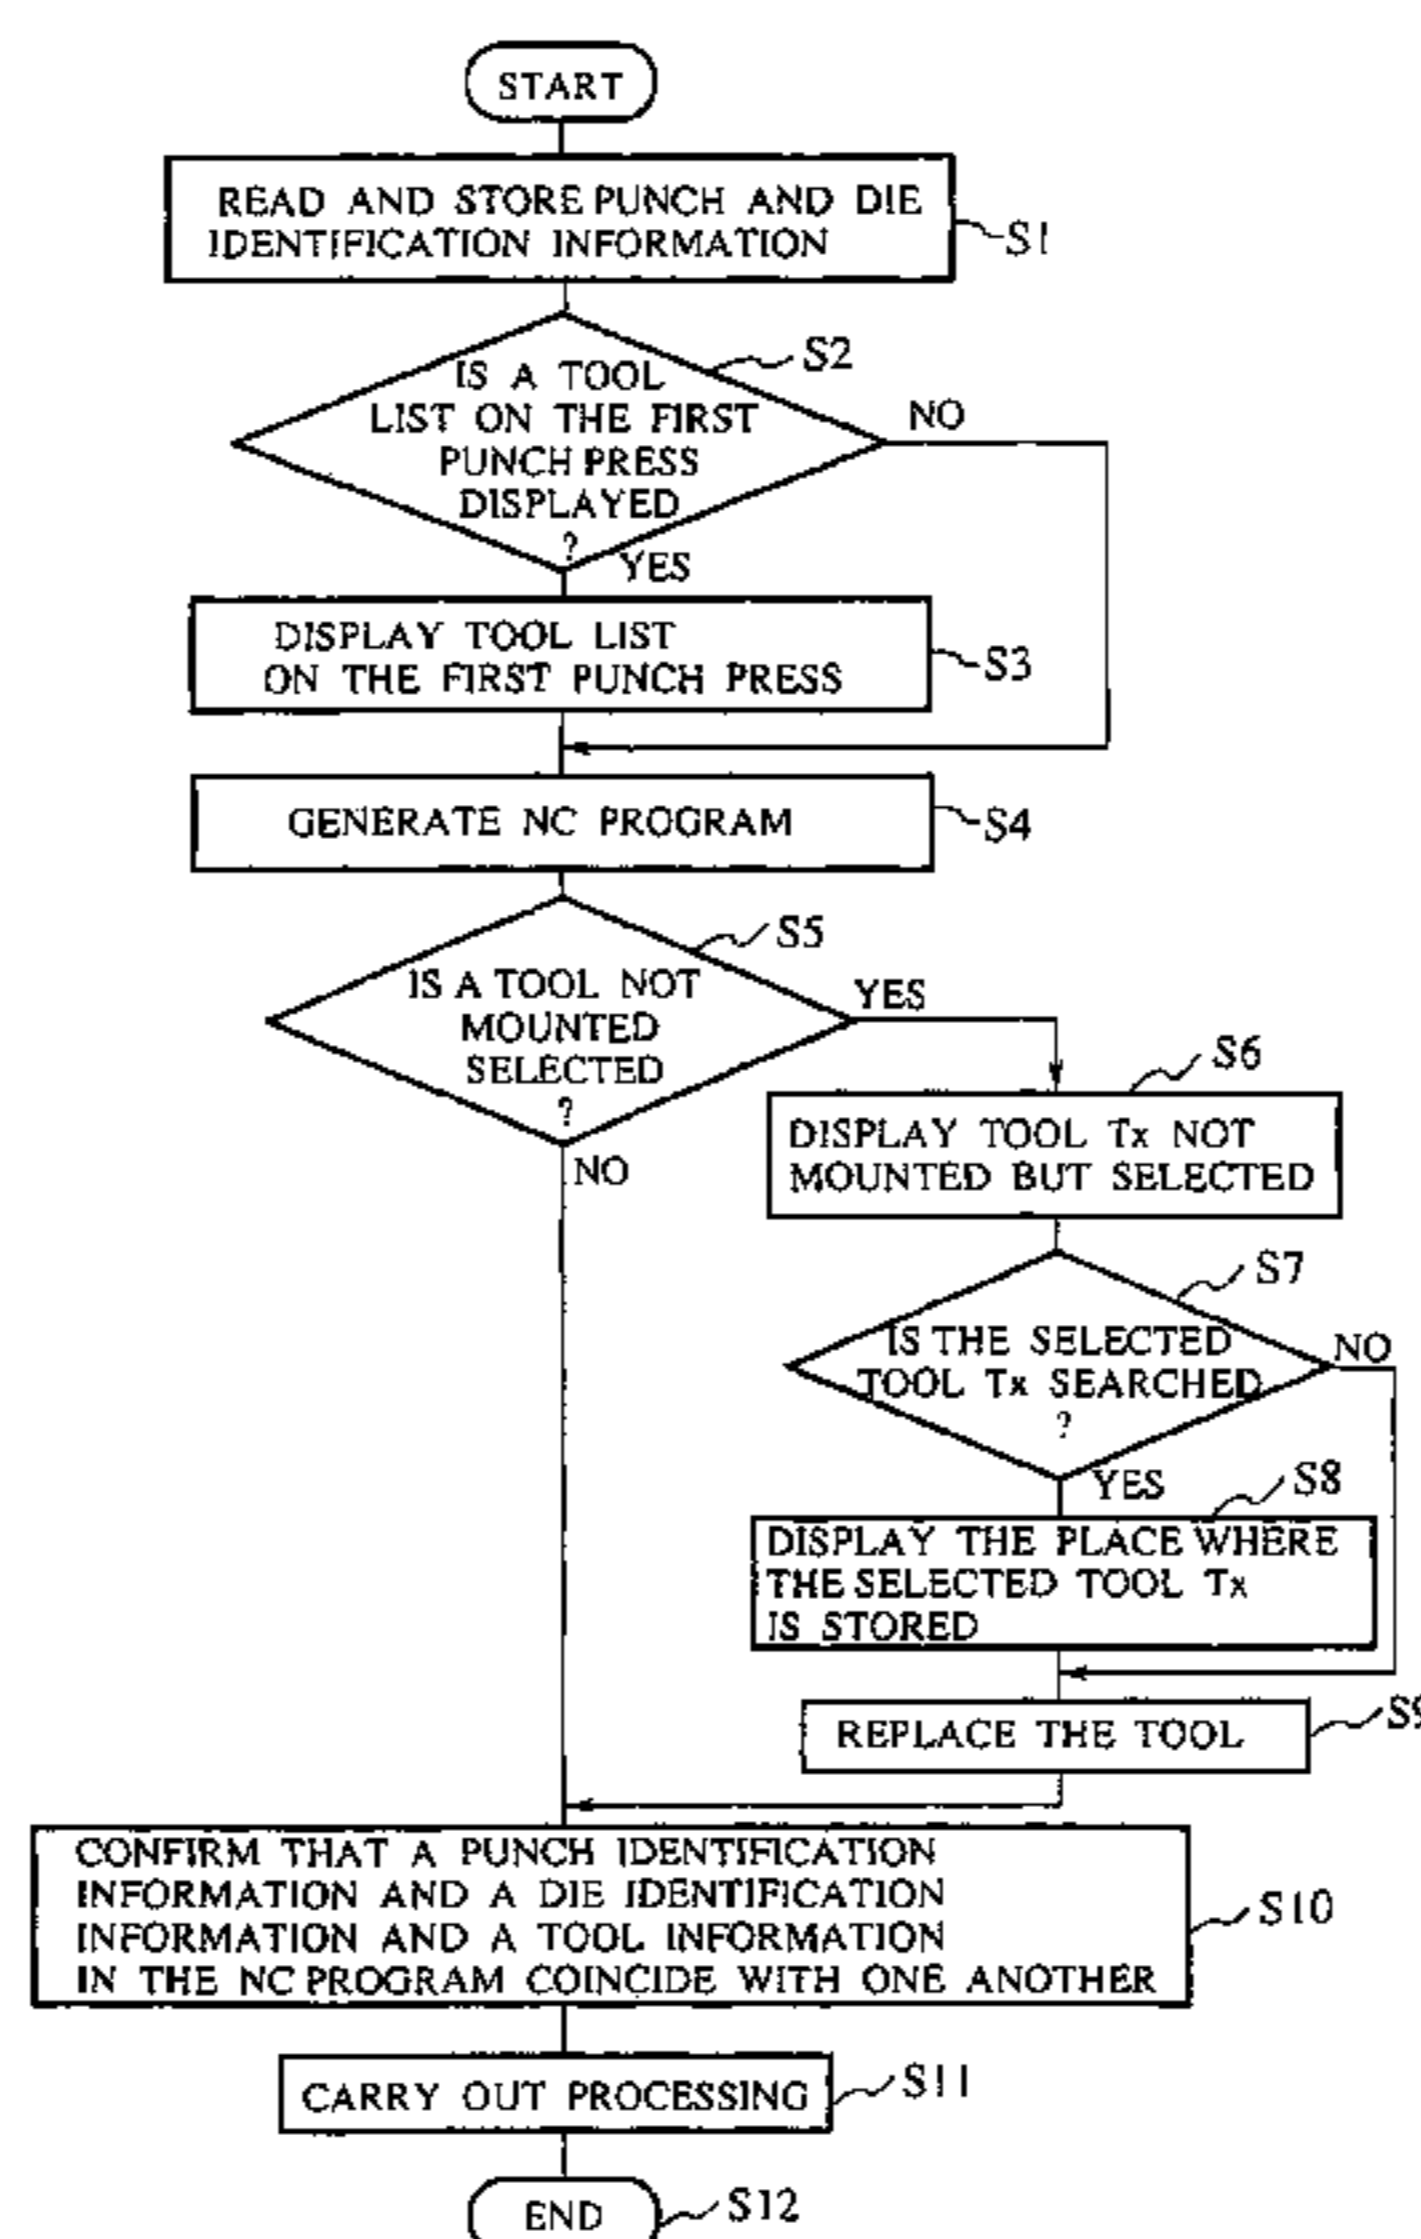 START
READ AND STORE PUNCH AND DIE
IDENTIFICATION INFORMATION
S1
S2
IS A TOOL
LIST ON THE FIRST
PUNCH PRESS
DISPLAYED
?
NO
YES
DISPLAY TOOL LIST
ON THE FIRST PUNCH PRESS
S3
GENERATE NC PROGRAM
S4
S5
IS A TOOL NOT
MOUNTED
SELECTED
?
YES
NO
S6
DISPLAY TOOL Tx NOT
MOUNTED BUT SELECTED
S7
IS THE SELECTED
TOOL Tx SEARCHED
?
NO
YES
S8
DISPLAY THE PLACE WHERE
THE SELECTED TOOL Tx
IS STORED
REPLACE THE TOOL
S9
CONFIRM THAT A PUNCH IDENTIFICATION
INFORMATION AND A DIE IDENTIFICATION
INFORMATION AND A TOOL INFORMATION
IN THE NC PROGRAM COINCIDE WITH ONE ANOTHER
S10
CARRY OUT PROCESSING
S11
END
S12